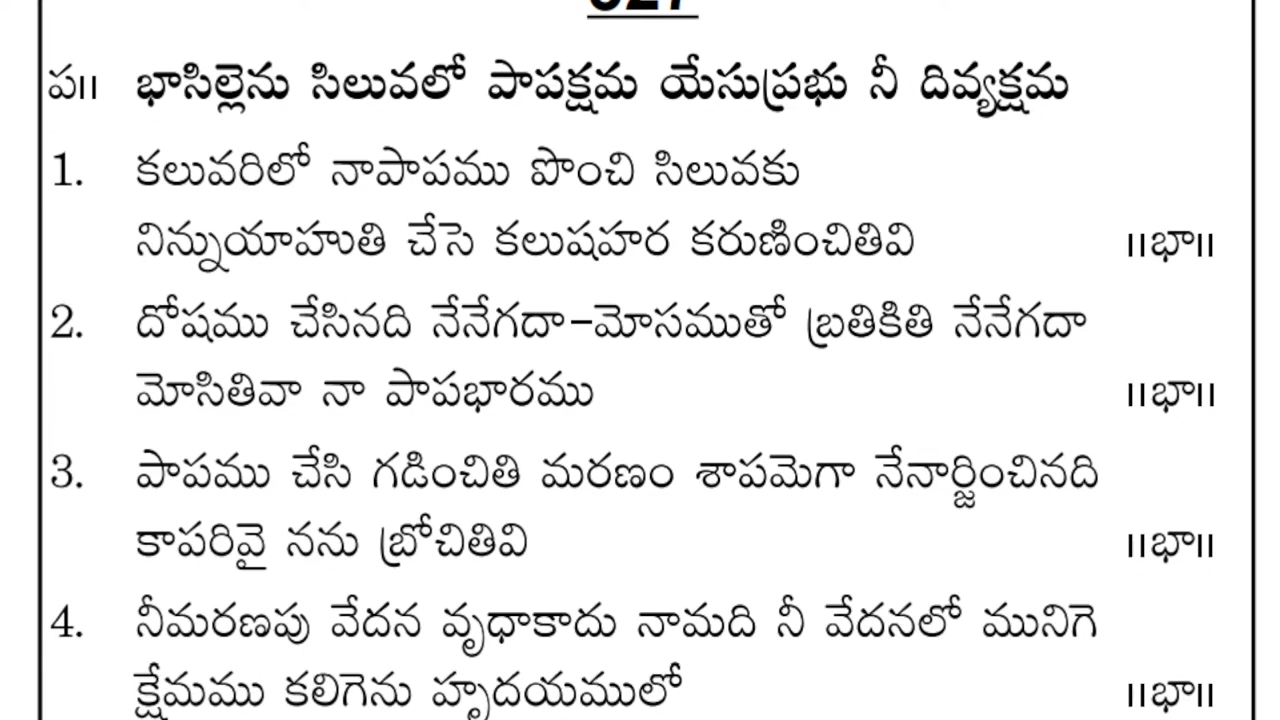 ప॥ భాసిల్లెను సిలువలో పాపక్షమ యేసుప్రభు నీ దివ్యక్షమ
1. కలువరిలో నాపాపము పొంచి సిలువకు
నిన్నుయాహుతి చేసె కలుషహర కరుణించితివి ॥భా॥
2. దోషము చేసినది నేనేగదా-మోసముతో బ్రతికితి నేనేగదా
మోసితివా నా పాపభారము ॥భా॥
3. పాపము చేసి గడించితి మరణం శాపమెగా నేనార్జించినది
కాపరివై నను బ్రోచితివి ॥భా॥
4. నీమరణపు వేదన వృధాకాదు నామది నీ వేదనలో మునిగె
క్షేమము కలిగెను హృదయములో ॥భా॥